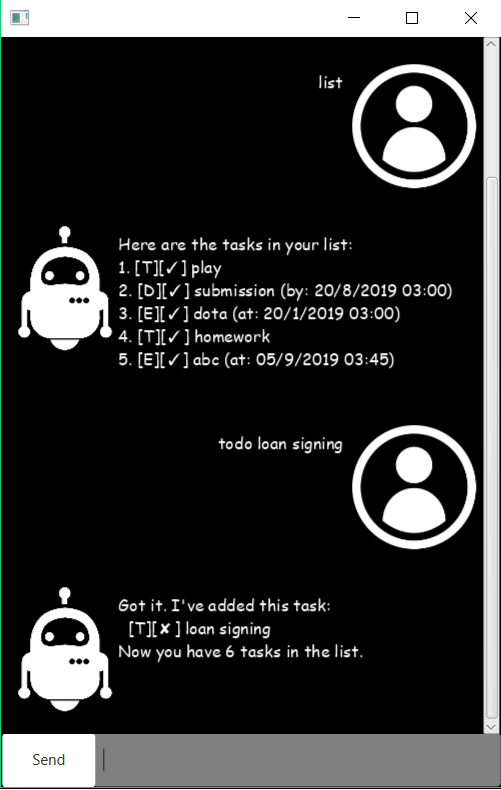 list
Here are the tasks in your list:
1. [T][✓] play
2. [D][✓] submission (by: 20/8/2019 03:00)
3. [E][✓] dota (at: 20/1/2019 03:00)
4. [T][✓] homework
5. [E][✓] abc (at: 05/9/2019 03:45)
todo loan signing
Got it. I've added this task:
[T][✘] loan signing
Now you have 6 tasks in the list.
Send